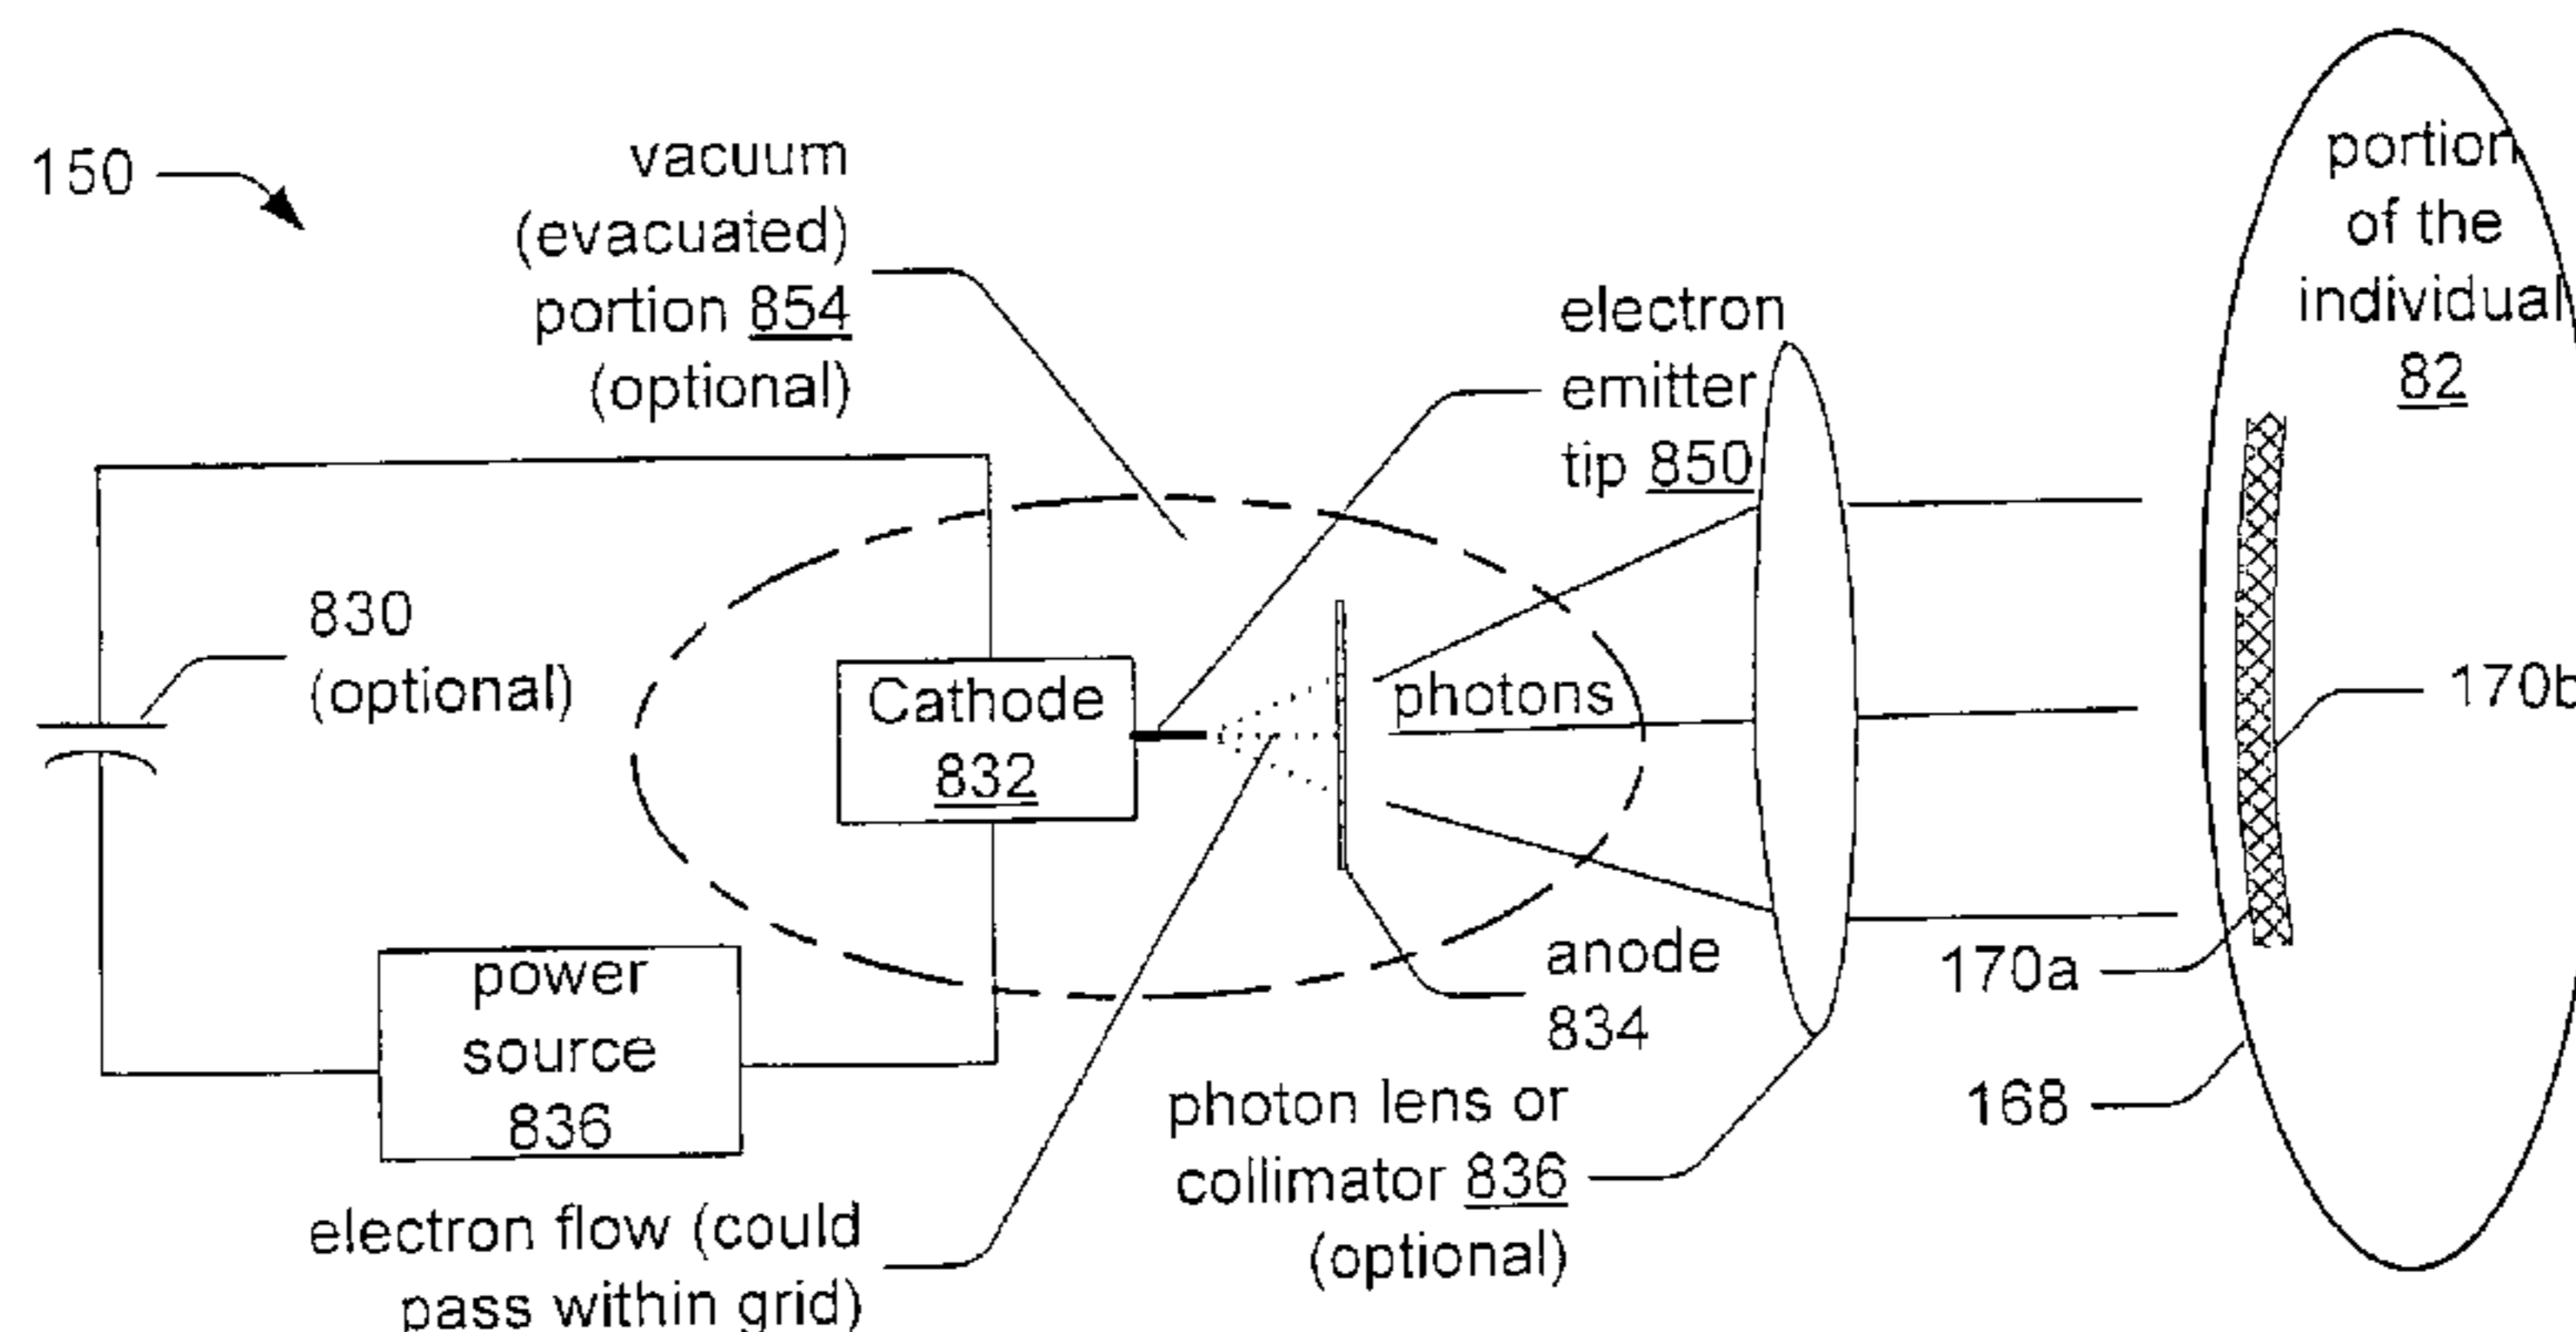 150
vacuum
(evacuated)
portion 854
(optional)
electron
emitter
tip 850
portion
of the
individual
82
830
(optional)
Cathode
832
photons
170b
power
source
836
anode
834
170a
168
photon lens or
collimator 836
(optional)
electron flow (could
pass within grid)